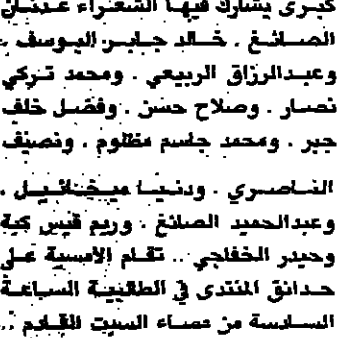 كبرى يشارك فيها الشعراء عدنان
الصائغ . خالد جابر اليوسف .
وعبدالرزاق الربيعي . ومحمد تركي
نصار . وصلاح حسن . وفضل خلف
جبر . ومحمد جاسم مظلوم . ونصيف
الناصري . ودنيا ميخائيل .
وعبدالحميد الصائغ . وريم قيس كبة
وحيدر الخفاجي .. تقام الامسية على
حدائق المنتدى في الطالبية الساعة
السادسة من مساء السبت القادم ..